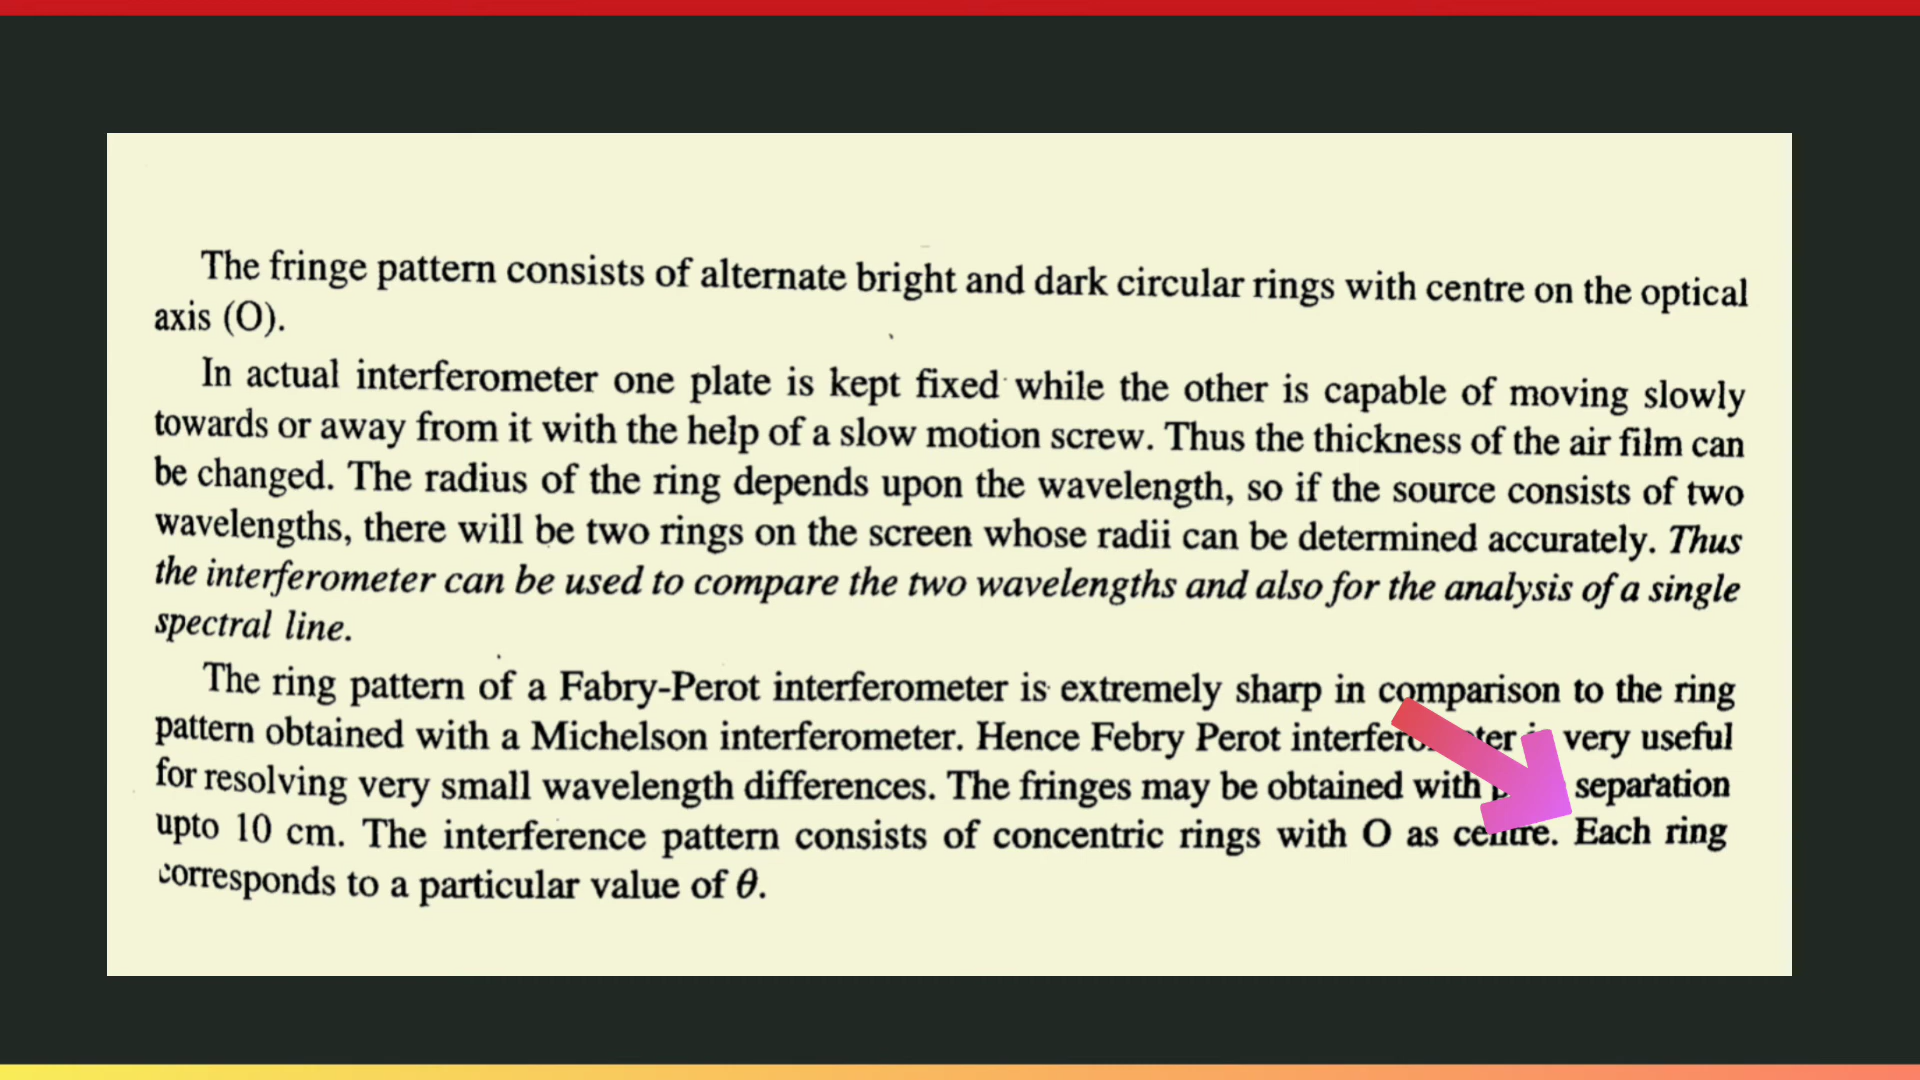 The fringe pattern consists of alternate bright and dark circular rings with centre on the optical
axis (O).
In actual interferometer one plate is kept fixed while the other is capable of moving slowly
towards or away from it with the help of a slow motion screw. Thus the thickness of the air film can
be changed. The radius of the ring depends upon the wavelength, so if the source consists of two
wavelengths, there will be two rings on the screen whose radii can be determined accurately. Thus
the interferometer can be used to compare the two wavelengths and also for the analysis of a single
spectral line.
The ring pattern of a Fabry-Perot interferometer is extremely sharp in comparison to the ring
pattern obtained with a Michelson interferometer. Hence Febry Perot interferometer is very useful
for resolving very small wavelength differences. The fringes may be obtained with separation
upto 10 cm. The interference pattern consists of concentric rings with O as centre. Each ring
corresponds to a particular value of θ.